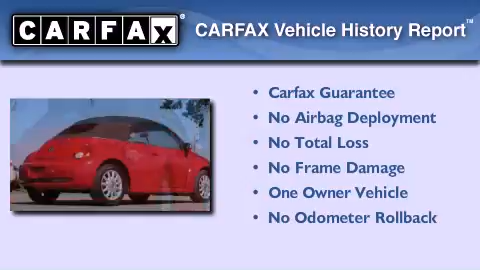 CARFAX® CARFAX Vehicle History Report™
• Carfax Guarantee
• No Airbag Deployment
• No Total Loss
• No Frame Damage
• One Owner Vehicle
• No Odometer Rollback